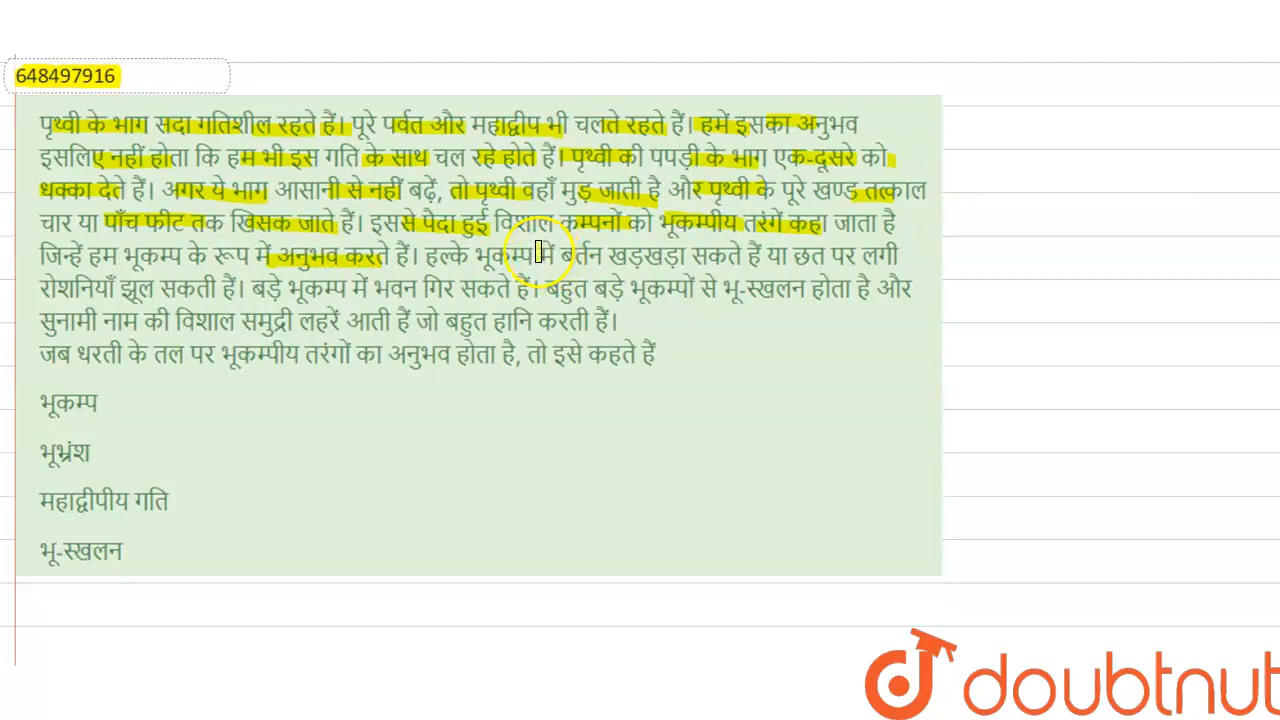 648497916
पृथ्वी के भाग सदा गतिशील रहते हैं। पूरे पर्वत और महाद्वीप भी चलते रहते हैं। हमें इसका अनुभव
इसलिए नहीं होता कि हम भी इस गति के साथ चल रहे होते हैं। पृथ्वी की पपड़ी के भाग एक-दूसरे को
धक्का देते हैं। अगर ये भाग आसानी से नहीं बढ़ें, तो पृथ्वी वहाँ मुड़ जाती है और पृथ्वी के पूरे खण्ड तत्काल
चार या पाँच फीट तक खिसक जाते हैं। इससे पैदा हुई विशाल कम्पनों को भूकम्पीय तरंगें कहा जाता है
जिन्हें हम भूकम्प के रूप में अनुभव करते हैं। हल्के भूकम्प में बर्तन खड़खड़ा सकते हैं या छत पर लगी
रोशनियाँ झूल सकती हैं। बड़े भूकम्प में भवन गिर सकते हैं। बहुत बड़े भूकम्पों से भू-स्खलन होता है और
सुनामी नाम की विशाल समुद्री लहरें आती हैं जो बहुत हानि करती हैं।
जब धरती के तल पर भूकम्पीय तरंगों का अनुभव होता है, तो इसे कहते हैं
भूकम्प
भूभ्रंश
महाद्वीपीय गति
भू-स्खलन
doubtnut